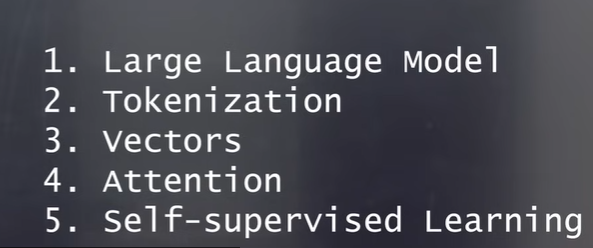 1. Large Language Model
2. Tokenization
3. Vectors
4. Attention
5. Self-supervised Learning